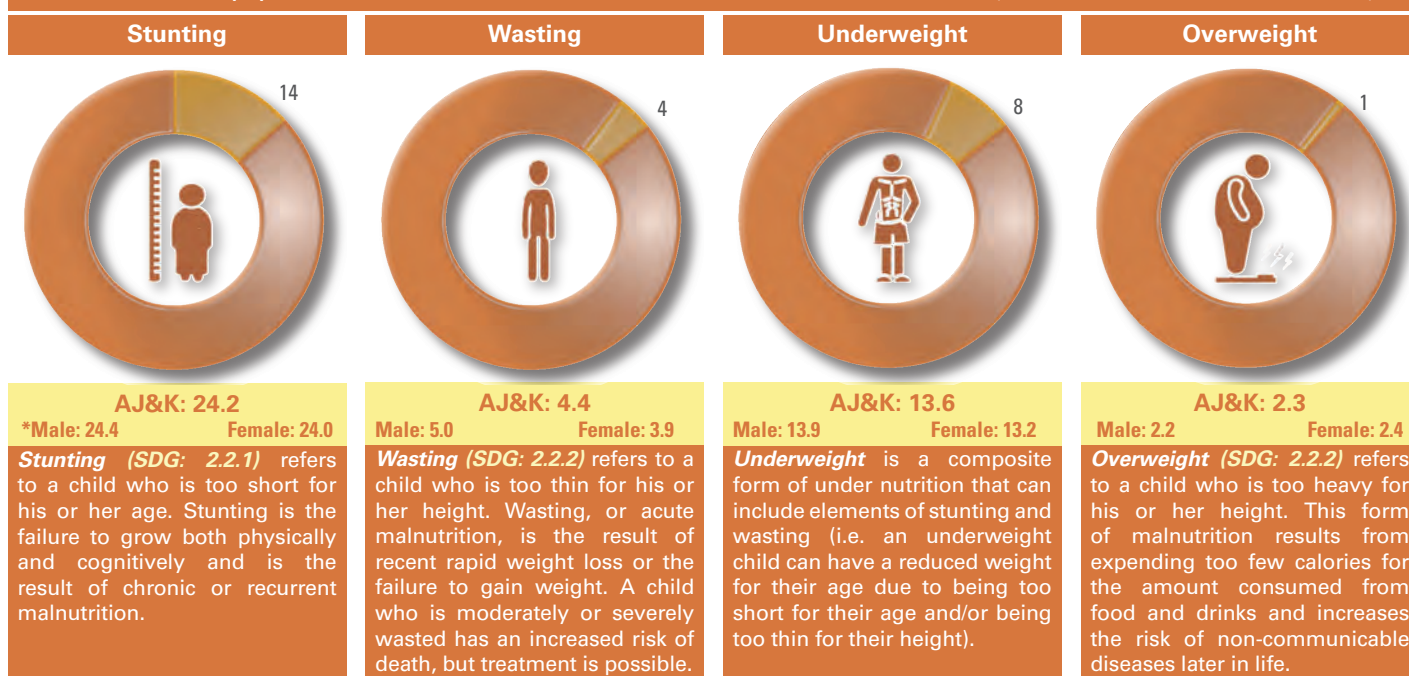 Stunting
14
AJ&K: 24.2
*Male: 24.4 Female: 24.0
Stunting (SDG: 2.2.1) refers
to a child who is too short for
his or her age. Stunting is the
failure to grow both physically
and cognitively and is the
result of chronic or recurrent
malnutrition.
Wasting
4
AJ&K: 4.4
Male: 5.0 Female: 3.9
Wasting (SDG: 2.2.2) refers to a
child who is too thin for his or
her height. Wasting, or acute
malnutrition, is the result of
recent rapid weight loss or the
failure to gain weight. A child
who is moderately or severely
wasted has an increased risk of
death, but treatment is possible.
Underweight
8
AJ&K: 13.6
Male: 13.9 Female: 13.2
Underweight is a composite
form of under nutrition that can
include elements of stunting and
wasting (i.e. an underweight
child can have a reduced weight
for their age due to being too
short for their age and/or being
too thin for their height).
Overweight
1
AJ&K: 2.3
Male: 2.2 Female: 2.4
Overweight (SDG: 2.2.2) refers
to a child who is too heavy for
his or her height. This form
of malnutrition results from
expending too few calories for
the amount consumed from
food and drinks and increases
the risk of non-communicable
diseases later in life.